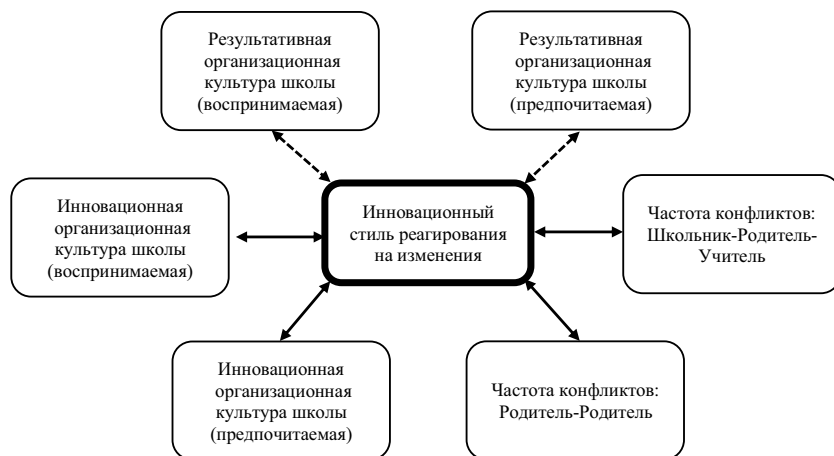 Результативная
организационная
культура школы
(воспринимаемая)
Результативная
организационная
культура школы
(предпочитаемая)
Инновационная
организационная
культура школы
(воспринимаемая)
Инновационный
стиль реагирования
на изменения
Частота конфликтов:
Школьник-Родитель-
Учитель
Инновационная
организационная
культура школы
(предпочитаемая)
Частота конфликтов:
Родитель-Родитель